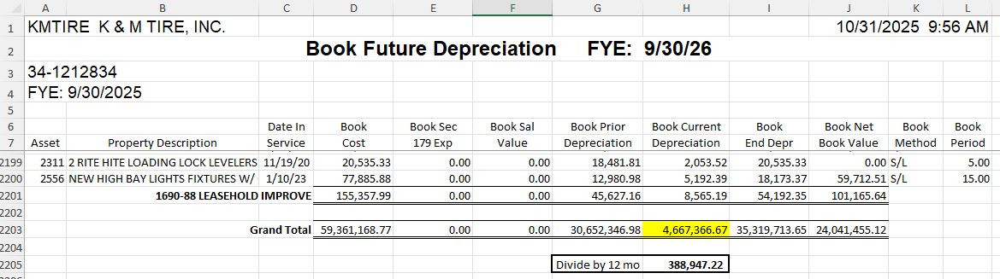 A B C D E F G H I J K L
1 KMTIRE K & M TIRE, INC. 10/31/2025 9:56 AM
2 Book Future Depreciation FYE: 9/30/26
3 34-1212834
4 FYE: 9/30/2025
5
6 Date In Book Book Sec Book Sal Book Prior Book Current Book Book Net Book Book
7 Asset Property Description Service Cost 179 Exp Value Depreciation Depreciation End Depr Book Value Method Period
2199 2311 2 RITE HITE LOADING LOCK LEVELERS 11/19/20 20,535.33 0.00 0.00 18,481.81 2,053.52 20,535.33 0.00 S/L 5.00
2200 2556 NEW HIGH BAY LIGHTS FIXTURES W/ 1/10/23 77,885.88 0.00 0.00 12,980.98 5,192.39 18,173.37 59,712.51 S/L 15.00
2201 1690-88 LEASEHOLD IMPROVE 155,357.99 0.00 0.00 45,627.16 8,565.19 54,192.35 101,165.64
2202
2203 Grand Total 59,361,168.77 0.00 0.00 30,652,346.98 4,667,366.67 35,319,713.65 24,041,455.12
2204
2205 Divide by 12 mo 388,947.22